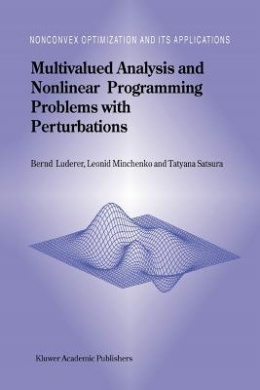 NONCONVEX OPTIMIZATION AND ITS APPLICATIONS
Multivalued Analysis and
Nonlinear Programming
Problems with
Perturbations
Bernd Luderer, Leonid Minchenko and Tatyana Satsura
Kluwer Academic Publishers